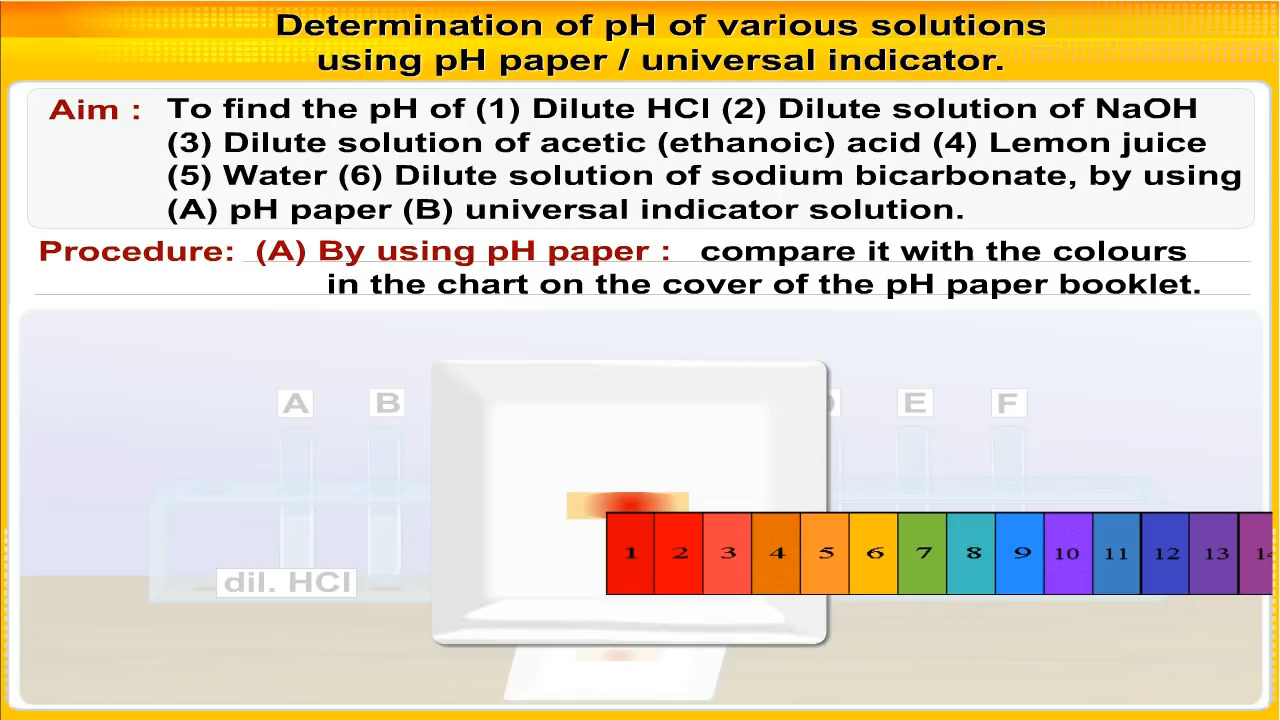 Determination of pH of various solutions
using pH paper / universal indicator.
Aim : To find the pH of (1) Dilute HCl (2) Dilute solution of NaOH
(3) Dilute solution of acetic (ethanoic) acid (4) Lemon juice
(5) Water (6) Dilute solution of sodium bicarbonate, by using
(A) pH paper (B) universal indicator solution.
Procedure: (A) By using pH paper : compare it with the colours
in the chart on the cover of the pH paper booklet.
A B E F
1 2 3 4 5 6 7 8 9 10 11 12 13
dil. HCl